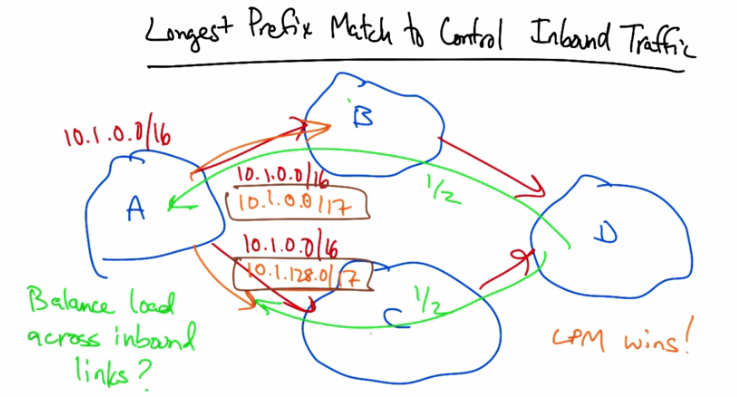 Longest Prefix Match to Control Inbound Traffic
10.1.0.0/16
B
10.1.0.0/16
10.1.0.0/17
1/2
A
D
10.1.0.0/16
10.1.128.0/17
1/2
C
Balance load
across inbound
links?
LPM wins!